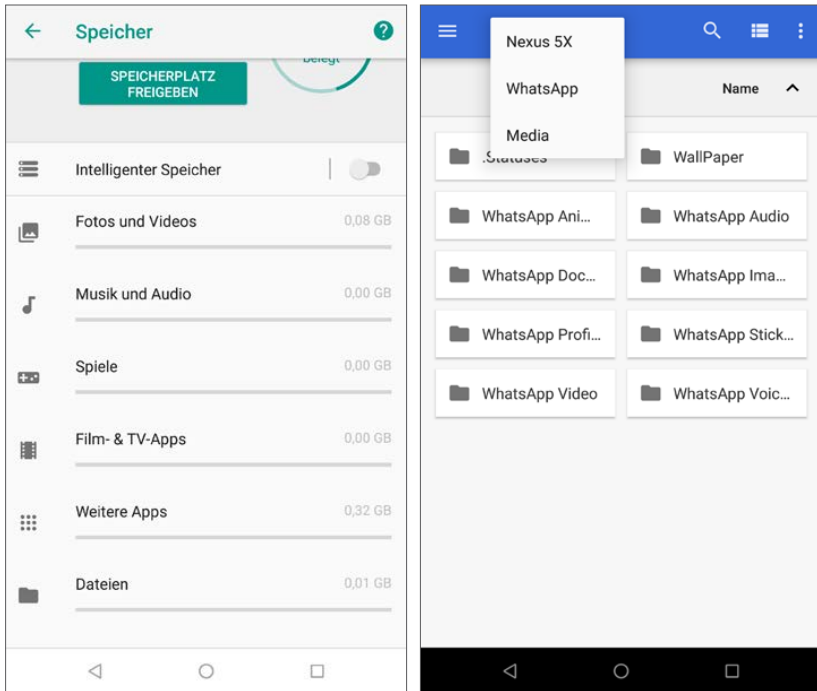 Speicher
belegt
SPEICHERPLATZ
FREIGEBEN
Intelligenter Speicher
Fotos und Videos 0,08 GB
Musik und Audio 0,00 GB
Spiele 0,00 GB
Film- & TV-Apps 0,00 GB
Weitere Apps 0,32 GB
Dateien 0,01 GB
Nexus 5X
WhatsApp
Media
Name
.Statuses WallPaper
WhatsApp Ani... WhatsApp Audio
WhatsApp Doc... WhatsApp Ima...
WhatsApp Profi... WhatsApp Stick...
WhatsApp Video WhatsApp Voic...